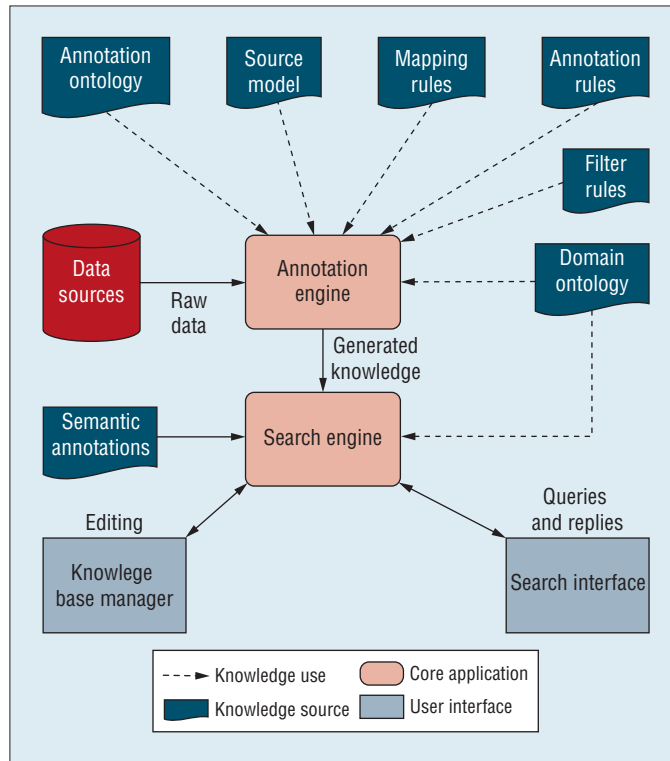 Annotation
ontology
Source
model
Mapping
rules
Annotation
rules
Filter
rules
Data
sources
Raw
data
Annotation
engine
Domain
ontology
Generated
knowledge
Semantic
annotations
Search engine
Editing
Queries
and replies
Knowlege
base manager
Search interface
Knowledge use
Core application
Knowledge source
User interface